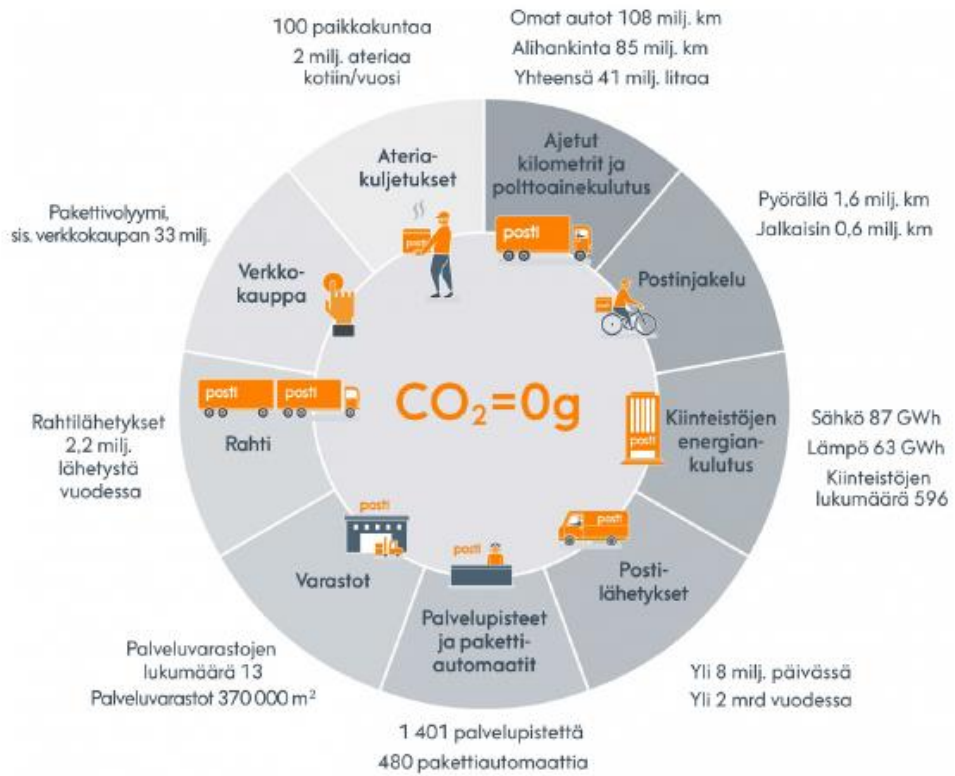 100 paikkakuntaa
2 milj. ateriaa
kotiin/vuosi
Omat autot 108 milj. km
Alihankinta 85 milj. km
Yhteensä 41 milj. litraa
Ateria-
kuljetukset
posti
Ajetut
kilometrit ja
polttoainekulutus
posti
Pyörällä 1,6 milj. km
Jalkaisin 0,6 milj. km
Postinjakelu
Pakettivolyymi,
sis. verkkokaupan 33 milj.
Verkko-
kauppa
CO₂=0g
Kiinteistöjen
energian-
kulutus
posti
Sähkö 87 GWh
Lämpö 63 GWh
Kiinteistöjen
lukumäärä 596
posti posti
Rahti
Rahtilähetykset
2,2 milj.
lähetystä
vuodessa
posti
Varastot
posti
Palvelupisteet
ja paketti-
automaatit
posti
Posti-
lähetykset
Palveluvarastojen
lukumäärä 13
Palveluvarastot 370 000 m²
Yli 8 milj. päivässä
Yli 2 mrd vuodessa
1 401 palvelupistettä
480 pakettiautomaattia